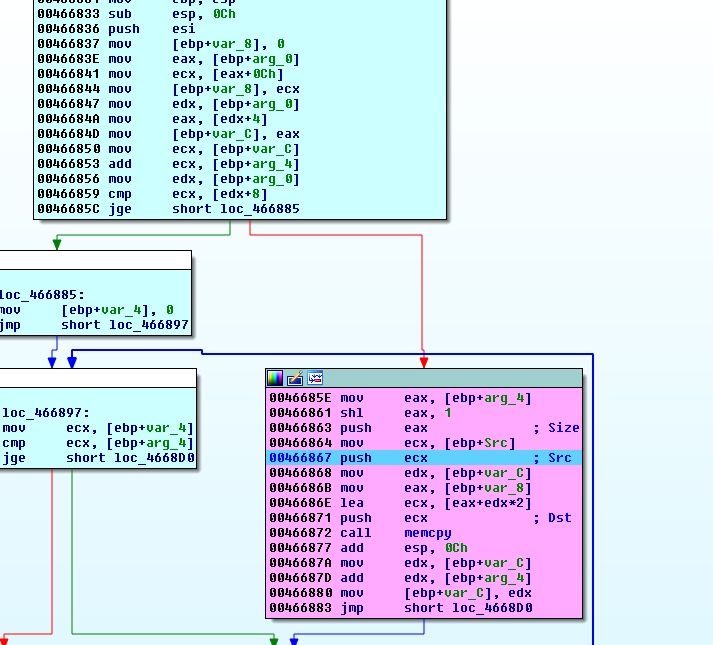 00466833 sub esp, 0Ch
00466836 push esi
00466837 mov [ebp+var_8], 0
0046683E mov eax, [ebp+arg_0]
00466841 mov ecx, [eax+0Ch]
00466844 mov [ebp+var_8], ecx
00466847 mov edx, [ebp+arg_0]
0046684A mov eax, [edx+4]
0046684D mov [ebp+var_C], eax
00466850 mov ecx, [ebp+var_C]
00466853 add ecx, [ebp+arg_4]
00466856 mov edx, [ebp+arg_0]
00466859 cmp ecx, [edx+8]
0046685C jge short loc_466885
loc_466885:
mov [ebp+var_4], 0
jmp short loc_466897
loc_466897:
mov ecx, [ebp+var_4]
cmp ecx, [ebp+arg_4]
jge short loc_4668D0
0046685E mov eax, [ebp+arg_4]
00466861 shl eax, 1
00466863 push eax ; Size
00466864 mov ecx, [ebp+Src]
00466867 push ecx ; Src
00466868 mov edx, [ebp+var_C]
0046686B mov eax, [ebp+var_8]
0046686E lea ecx, [eax+edx*2]
00466871 push ecx ; Dst
00466872 call memcpy
00466877 add esp, 0Ch
0046687A mov edx, [ebp+var_C]
0046687D add edx, [ebp+arg_4]
00466880 mov [ebp+var_C], edx
00466883 jmp short loc_4668D0